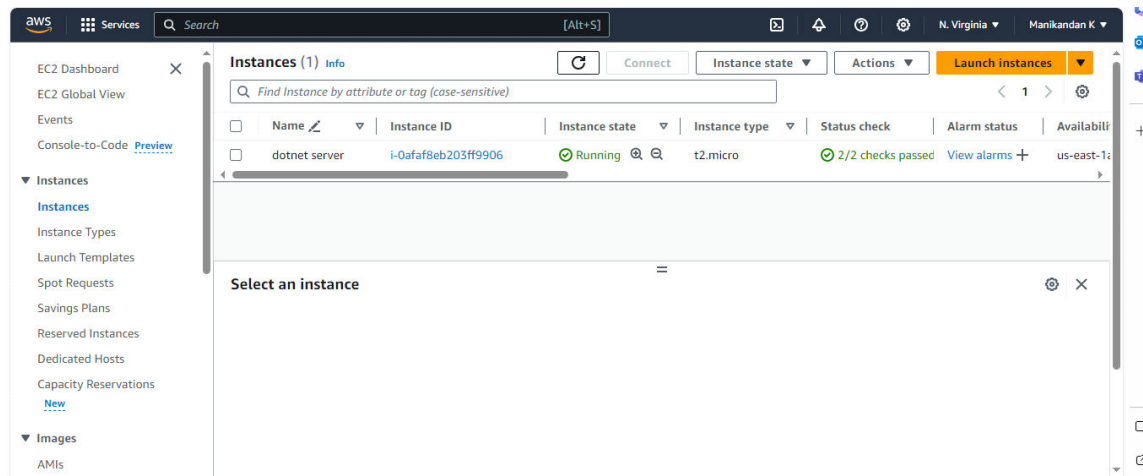 aws Services Search [Alt+S] N. Virginia Manikandan K
EC2 Dashboard
EC2 Global View
Events
Console-to-Code Preview
Instances
Instances
Instance Types
Launch Templates
Spot Requests
Savings Plans
Reserved Instances
Dedicated Hosts
Capacity Reservations
New
Images
AMIs
Instances (1) Info Connect Instance state Actions Launch instances
Find Instance by attribute or tag (case-sensitive) 1
Name Instance ID Instance state Instance type Status check Alarm status Availabili
dotnet server i-0afaf8eb203ff9906 Running t2.micro 2/2 checks passed View alarms us-east-1a
Select an instance